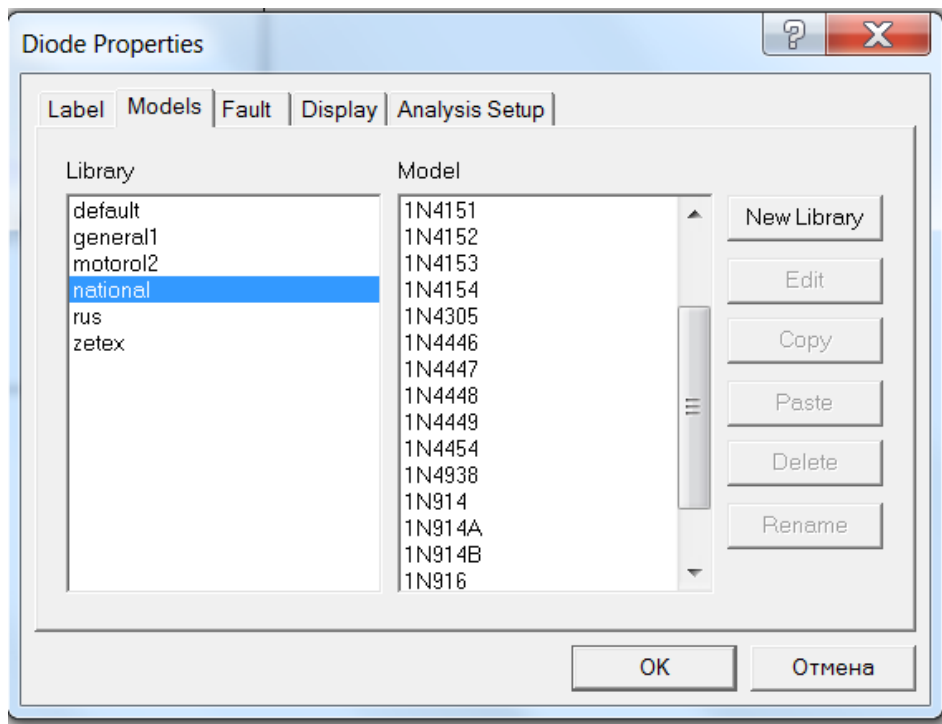 Diode Properties
Label Models Fault Display Analysis Setup
Library
default
general1
motorol2
national
rus
zetex
Model
1N4151
1N4152
1N4153
1N4154
1N4305
1N4446
1N4447
1N4448
1N4449
1N4454
1N4938
1N914
1N914A
1N914B
1N916
New Library
Edit
Copy
Paste
Delete
Rename
OK Отмена